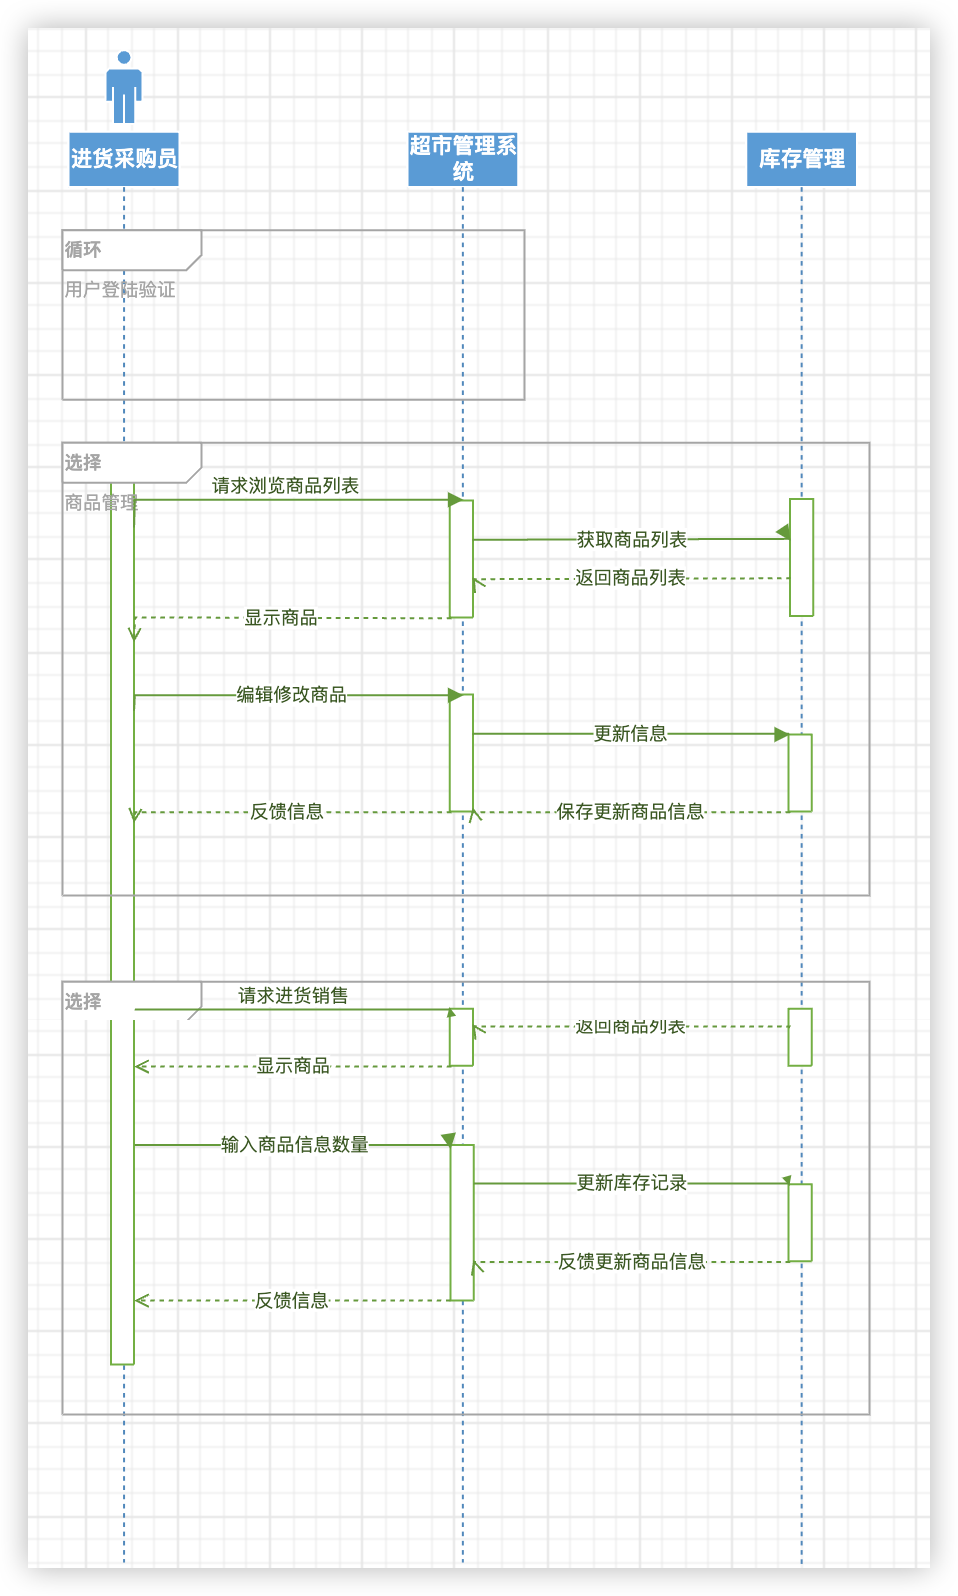 进货采购员
超市管理系
统
库存管理
循环
用户登陆验证
选择
商品管理
请求浏览商品列表
获取商品列表
返回商品列表
显示商品
编辑修改商品
更新信息
反馈信息
保存更新商品信息
选择
请求进货销售
返回商品列表
显示商品
输入商品信息数量
更新库存记录
反馈更新商品信息
反馈信息